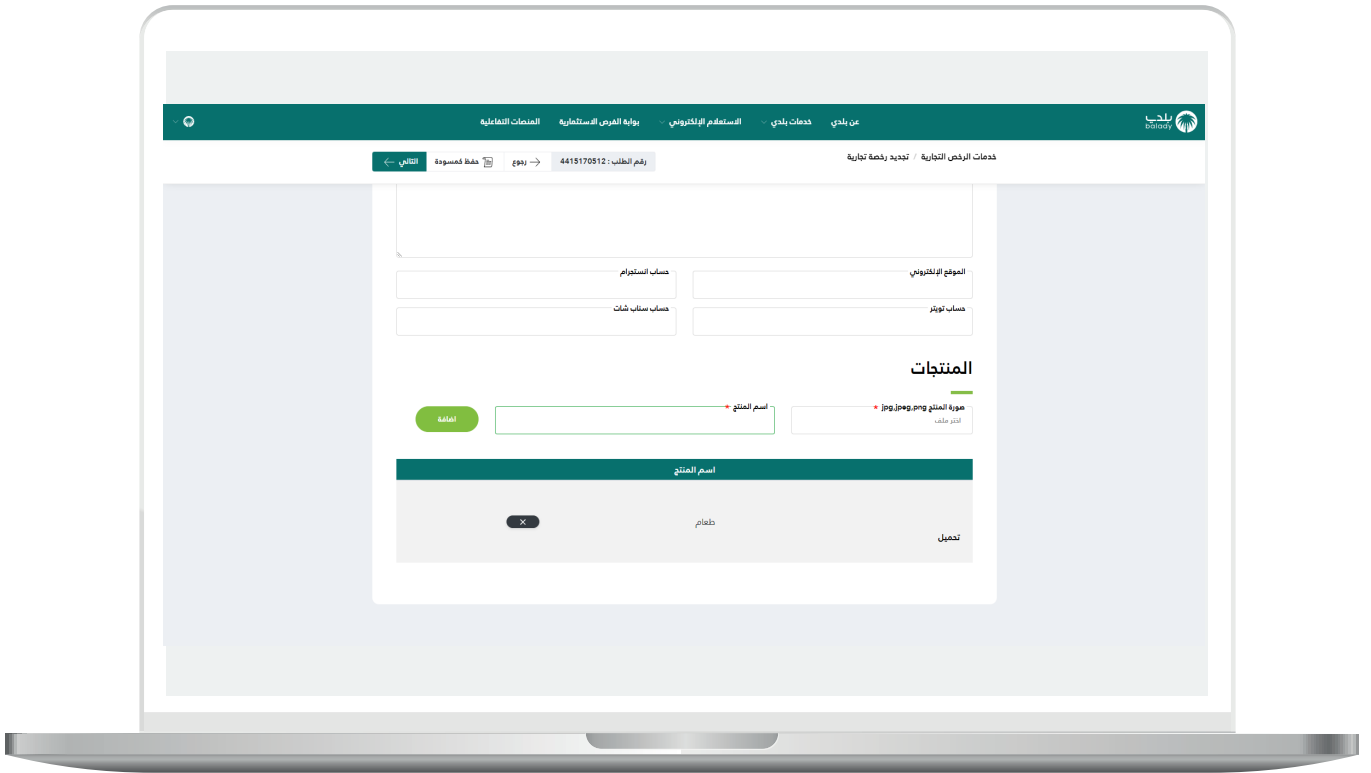 بلدي
balady
عن بلدي
خدمات بلدي
الاستعلام الإلكتروني
بوابة الفرص الاستثمارية
المنصات التفاعلية
خدمات الرخص التجارية / تجديد رخصة تجارية
رقم الطلب : 4415170512
رجوع
حفظ كمسودة
التالي
الموقع الإلكتروني
حساب انستجرام
حساب تويتر
حساب سناب شات
المنتجات
صورة المنتج jpg,jpeg,png *
اختر ملف
اسم المنتج *
اضافة
اسم المنتج
طعام
تحميل